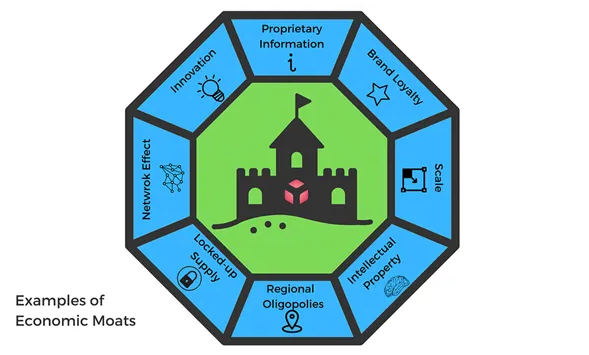 Proprietary
Information
i
Brand Loyalty
Scale
Intellectual
Property
Regional
Oligopolies
Locked-up
Supply
Netwrok Effect
Innovation
Examples of
Economic Moats